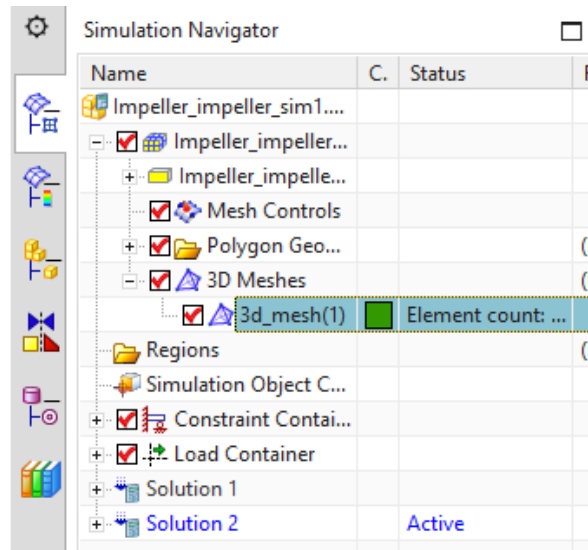 Simulation Navigator
Name C. Status
Impeller_impeller_sim1....
Impeller_impeller...
Impeller_impelle...
Mesh Controls
Polygon Geo... (
3D Meshes (
3d_mesh(1) Element count: ...
Regions (
Simulation Object C...
Constraint Contai...
Load Container
Solution 1
Solution 2 Active